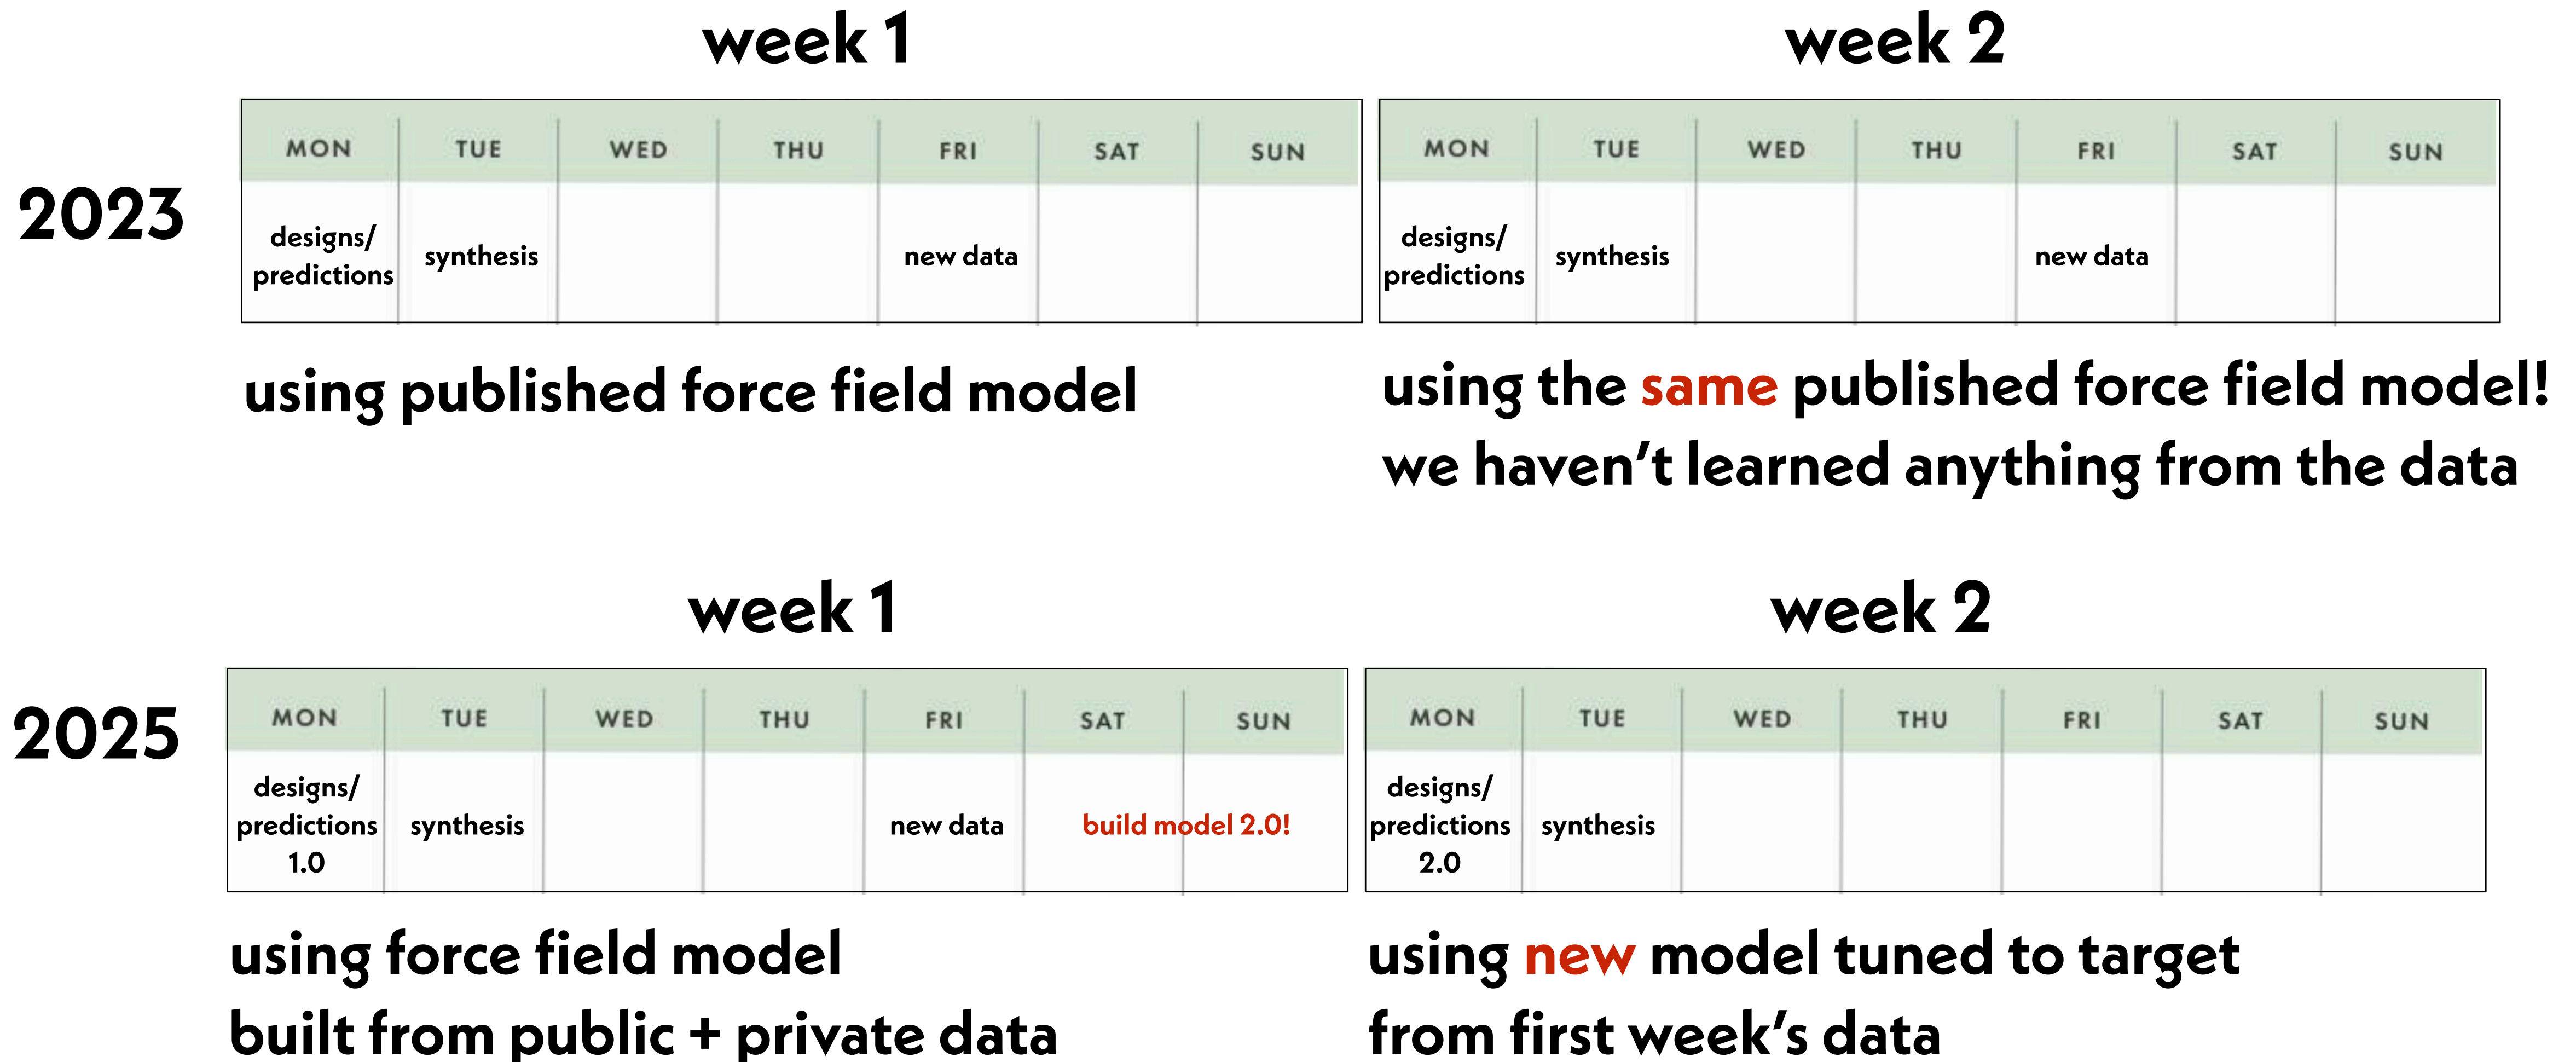 week 1
week 2
2023
MON TUE WED THU FRI SAT SUN
MON TUE WED THU FRI SAT SUN
designs/
predictions
synthesis
new data
designs/
predictions
synthesis
new data
using published force field model
using the same published force field model!
we haven't learned anything from the data
week 1
week 2
2025
MON TUE WED THU FRI SAT SUN
MON TUE WED THU FRI SAT SUN
designs/
predictions
1.0
synthesis
new data
build model 2.0!
designs/
predictions
2.0
synthesis
using force field model
built from public + private data
using new model tuned to target
from first week's data